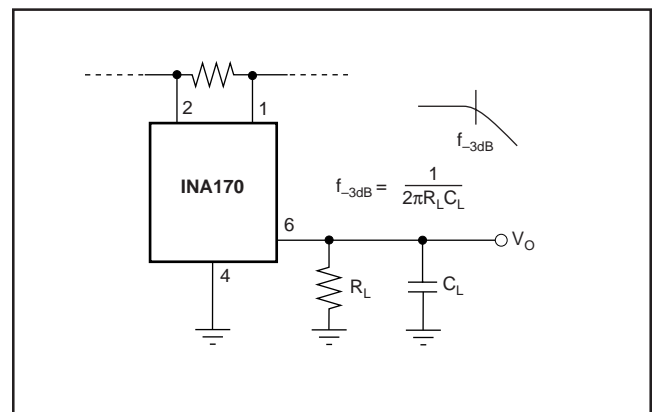 2
1
INA170
f–3dB
f–3dB = 1 / 2πRLCL
6
VO
4
RL
CL